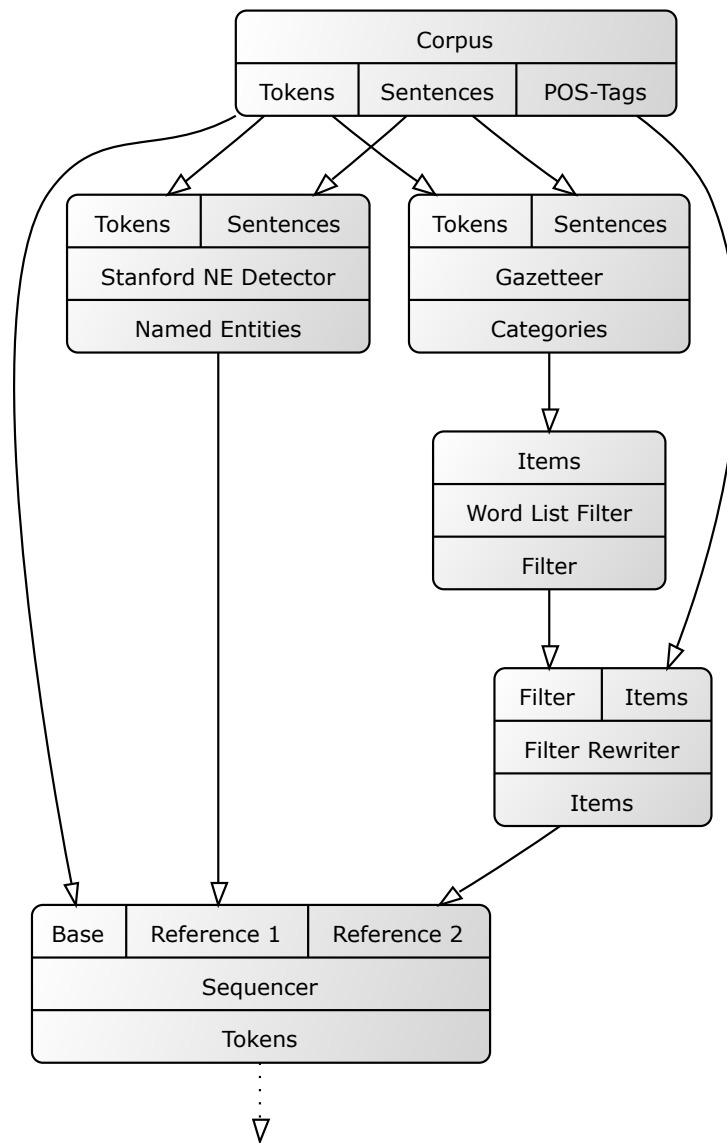 Corpus
Tokens Sentences POS-Tags
Tokens Sentences Tokens Sentences
Stanford NE Detector Gazetteer
Named Entities Categories
Items
Word List Filter
Filter
Filter Items
Filter Rewriter
Items
Base Reference 1 Reference 2
Sequencer
Tokens